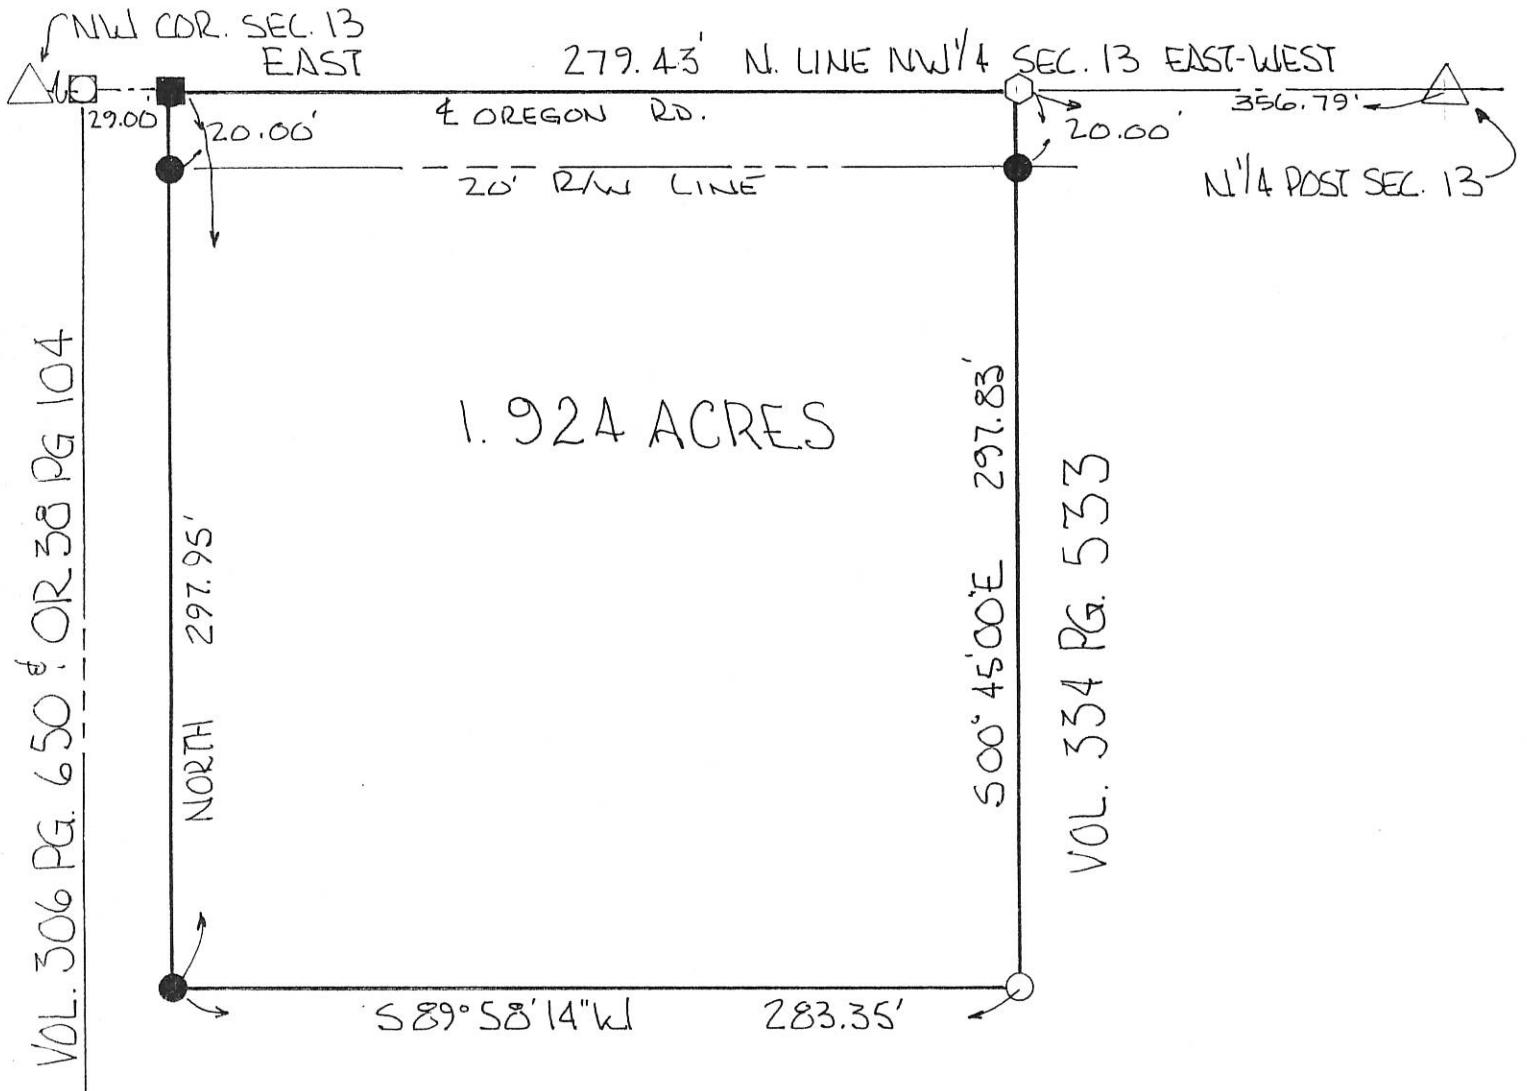 NW COR. SEC. 13
EAST 279.43' N. LINE NW 1/4 SEC. 13 EAST-WEST
29.00'
20.00'
℄ OREGON RD.
356.79'
20.00'
20' R/W LINE
N 1/4 POST SEC. 13
1.924 ACRES
VOL. 306 PG. 650 & OR 38 PG 104
NORTH 297.95'
S 00° 45' 00" E 297.83'
VOL. 334 PG. 533
S 89° 58' 14" W 283.35'